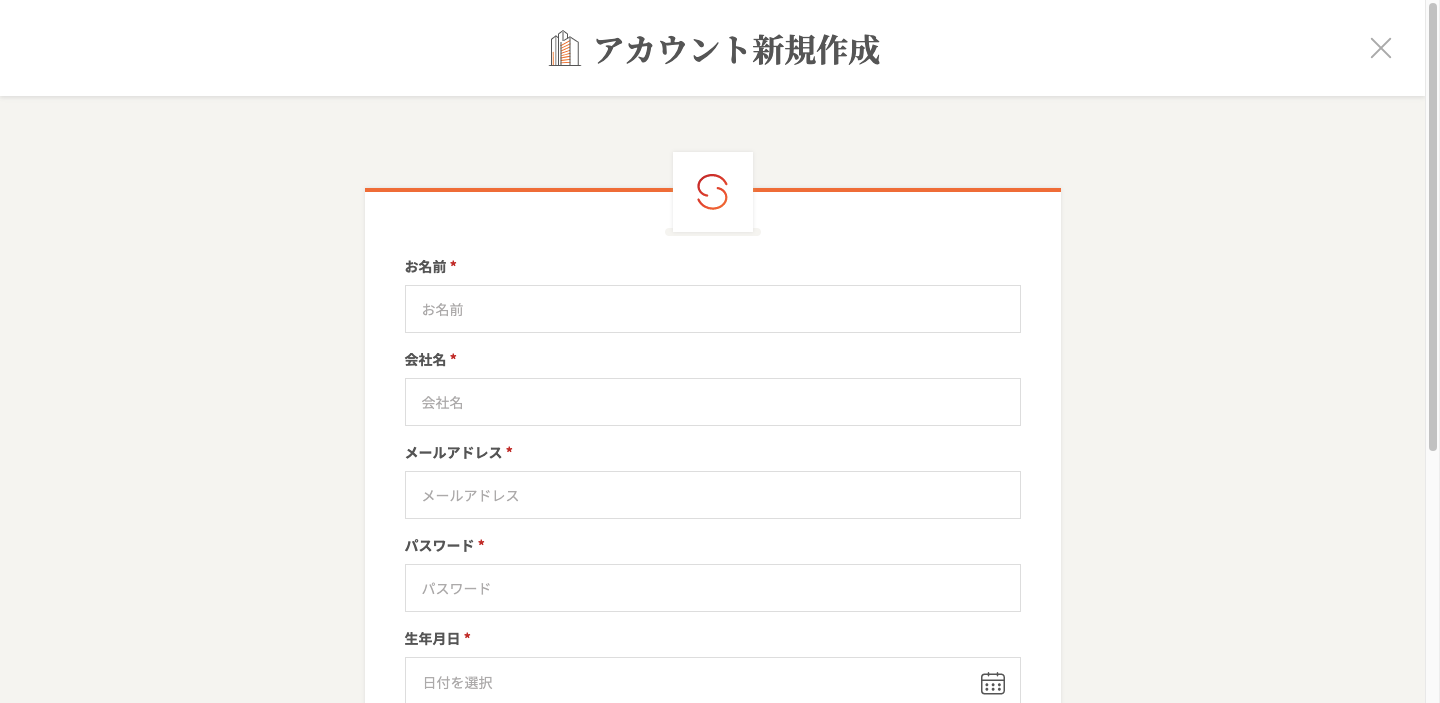 アカウント新規作成
お名前 *
お名前
会社名 *
会社名
メールアドレス *
メールアドレス
パスワード *
パスワード
生年月日 *
日付を選択